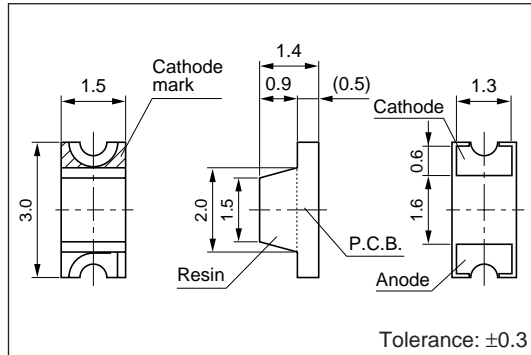 1.5
Cathode
mark
3.0
1.4
0.9
(0.5)
2.0
1.5
Resin
P.C.B.
1.3
Cathode
0.6
1.6
Anode
Tolerance: ±0.3